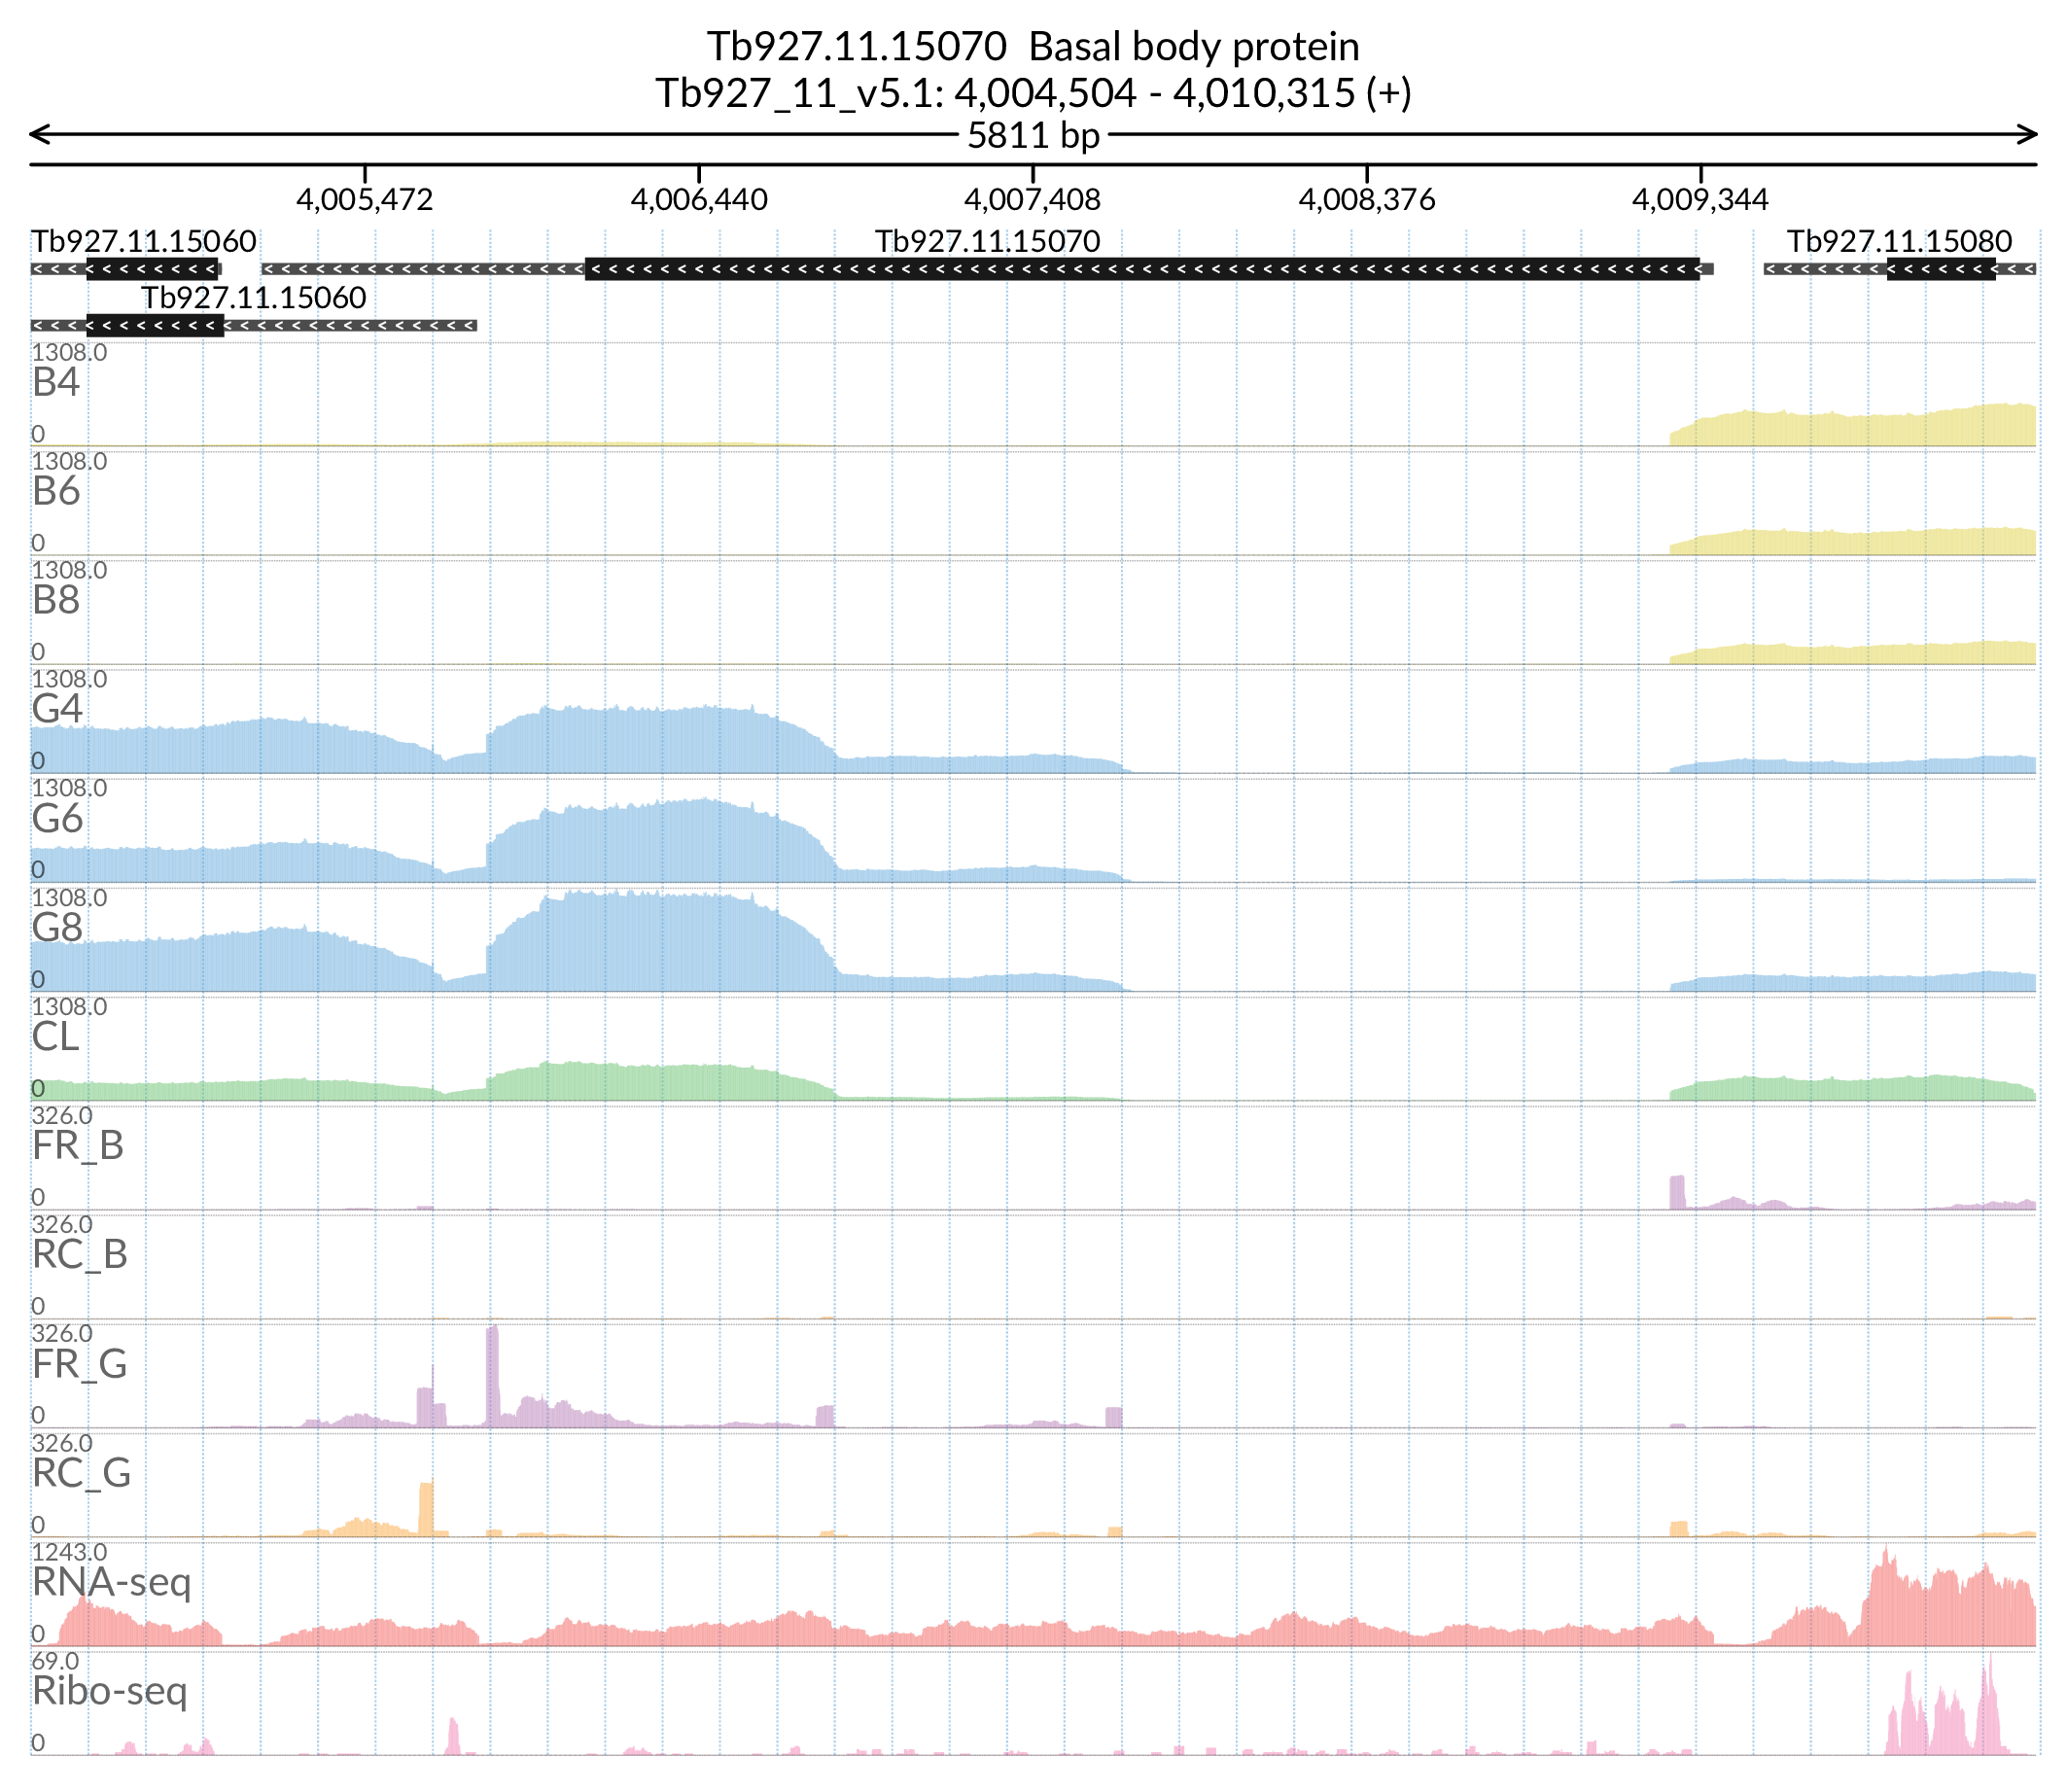 Tb927.11.15070 Basal body protein
Tb927_11_v5.1: 4,004,504 - 4,010,315 (+)
5811 bp
4,005,472 4,006,440 4,007,408 4,008,376 4,009,344
Tb927.11.15060 Tb927.11.15070 Tb927.11.15080
Tb927.11.15060
1308.0
B4
0
1308.0
B6
0
1308.0
B8
0
1308.0
G4
0
1308.0
G6
0
1308.0
G8
0
1308.0
CL
0
326.0
FR_B
0
326.0
RC_B
0
326.0
FR_G
0
326.0
RC_G
0
1243.0
RNA-seq
0
69.0
Ribo-seq
0